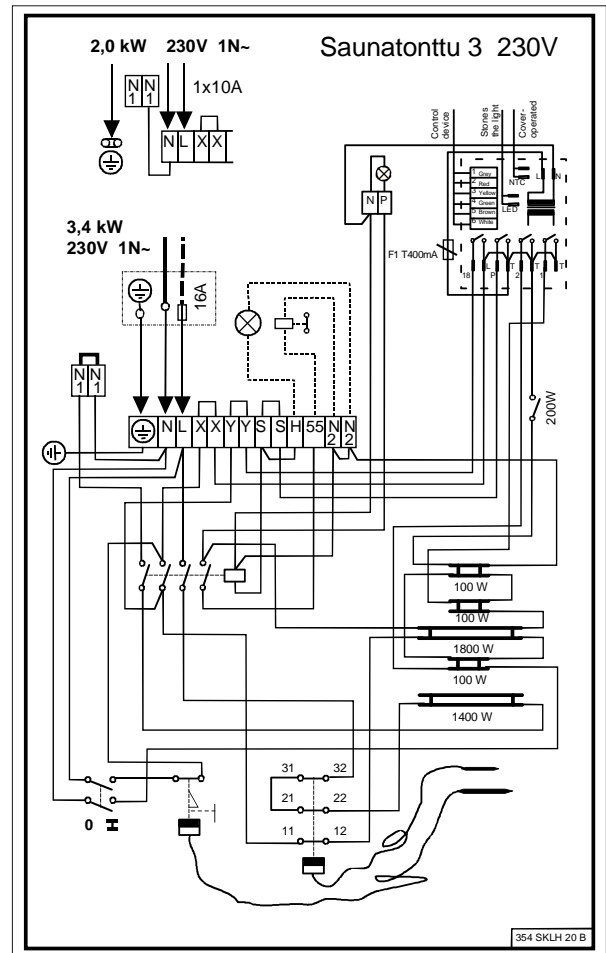 Saunatonttu 3 230V
2,0 kW 230V 1N~
1x10A
N 1 N 1
N L X X
Control device
Stones the light
Cover-operated
1 Grey
2 Red
3 Yellow
4 Green
5 Brown
6 White
NTC
LED
L N
N P
F1 T400mA
18 L P T 2 T 1 T
3,4 kW
230V 1N~
16A
200W
N 1 N 1
N L X X Y Y S S H 55 N 2 N 2
100 W
100 W
1800 W
100 W
1400 W
31 32
21 22
11 12
0 I
354 SKLH 20 B